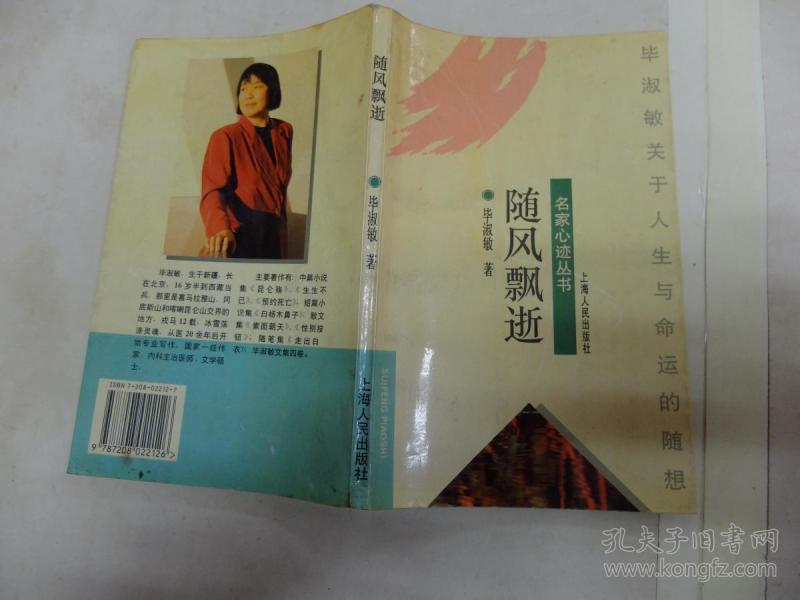 毕淑敏关于人生与命运的随想
名家心迹丛书
上海人民出版社
随风飘逝
毕淑敏 著
随风飘逝
毕淑敏 著
SUIFENG PIAOSHI
上海人民出版社
毕淑敏，生于新疆，长
在北京，16岁半到西藏当
兵，那里是喜马拉雅山、冈
底斯山和喀喇昆仑山交界的
地方，戎马12载，冰雪荡
涤灵魂，从医20余年后开
始专业写作，国家一级作
家，内科主治医师，文学硕
士。
主要著作有：中篇小说
集《昆仑殇》、《生生不
已》、《预约死亡》，短篇小
说集《白杨木鼻子》，散文
集《素面朝天》、《性别按
钮》，随笔集《走出白
衣》，毕淑敏文集四卷。
ISBN 7-208-02212-7
9 787208 022126 >
孔夫子旧书网
www.kongfz.com